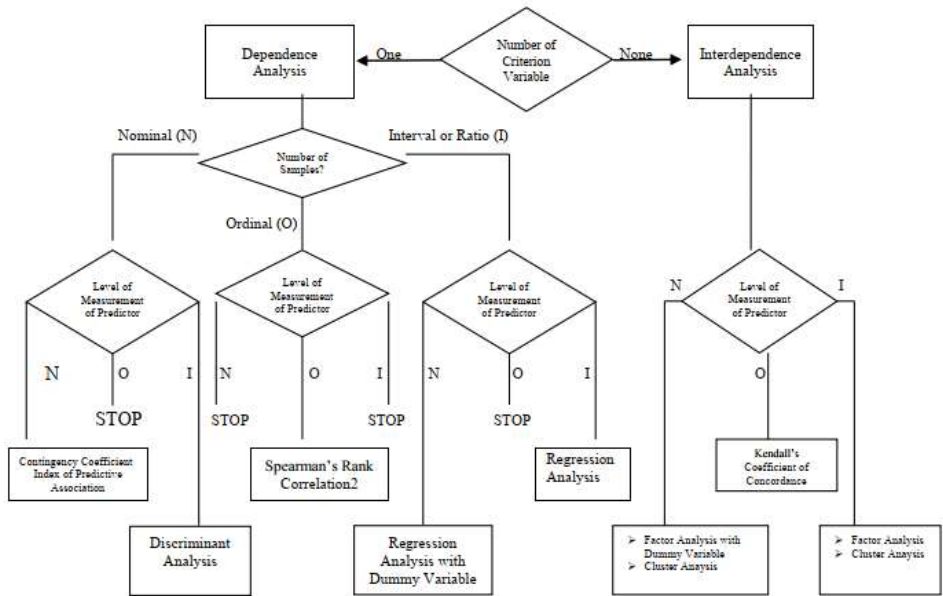 Dependence
Analysis
One
Number of
Criterion
Variable
None
Interdependence
Analysis
Nominal (N)
Interval or Ratio (I)
Number of
Samples?
Ordinal (O)
Level of
Measurement
of Predictor
Level of
Measurement
of Predictor
Level of
Measurement
of Predictor
N
Level of
Measurement
of Predictor
I
N
O
I
N
O
I
N
O
I
O
STOP
STOP
STOP
STOP
Contingency Coefficient
Index of Predictive
Association
Spearman's Rank
Correlation2
Regression
Analysis
Kendall's
Coefficient of
Concordance
Discriminant
Analysis
Regression
Analysis with
Dummy Variable
➢ Factor Analysis with
Dummy Variable
➢ Cluster Anaysis
➢ Factor Analysis
➢ Cluster Anaysis